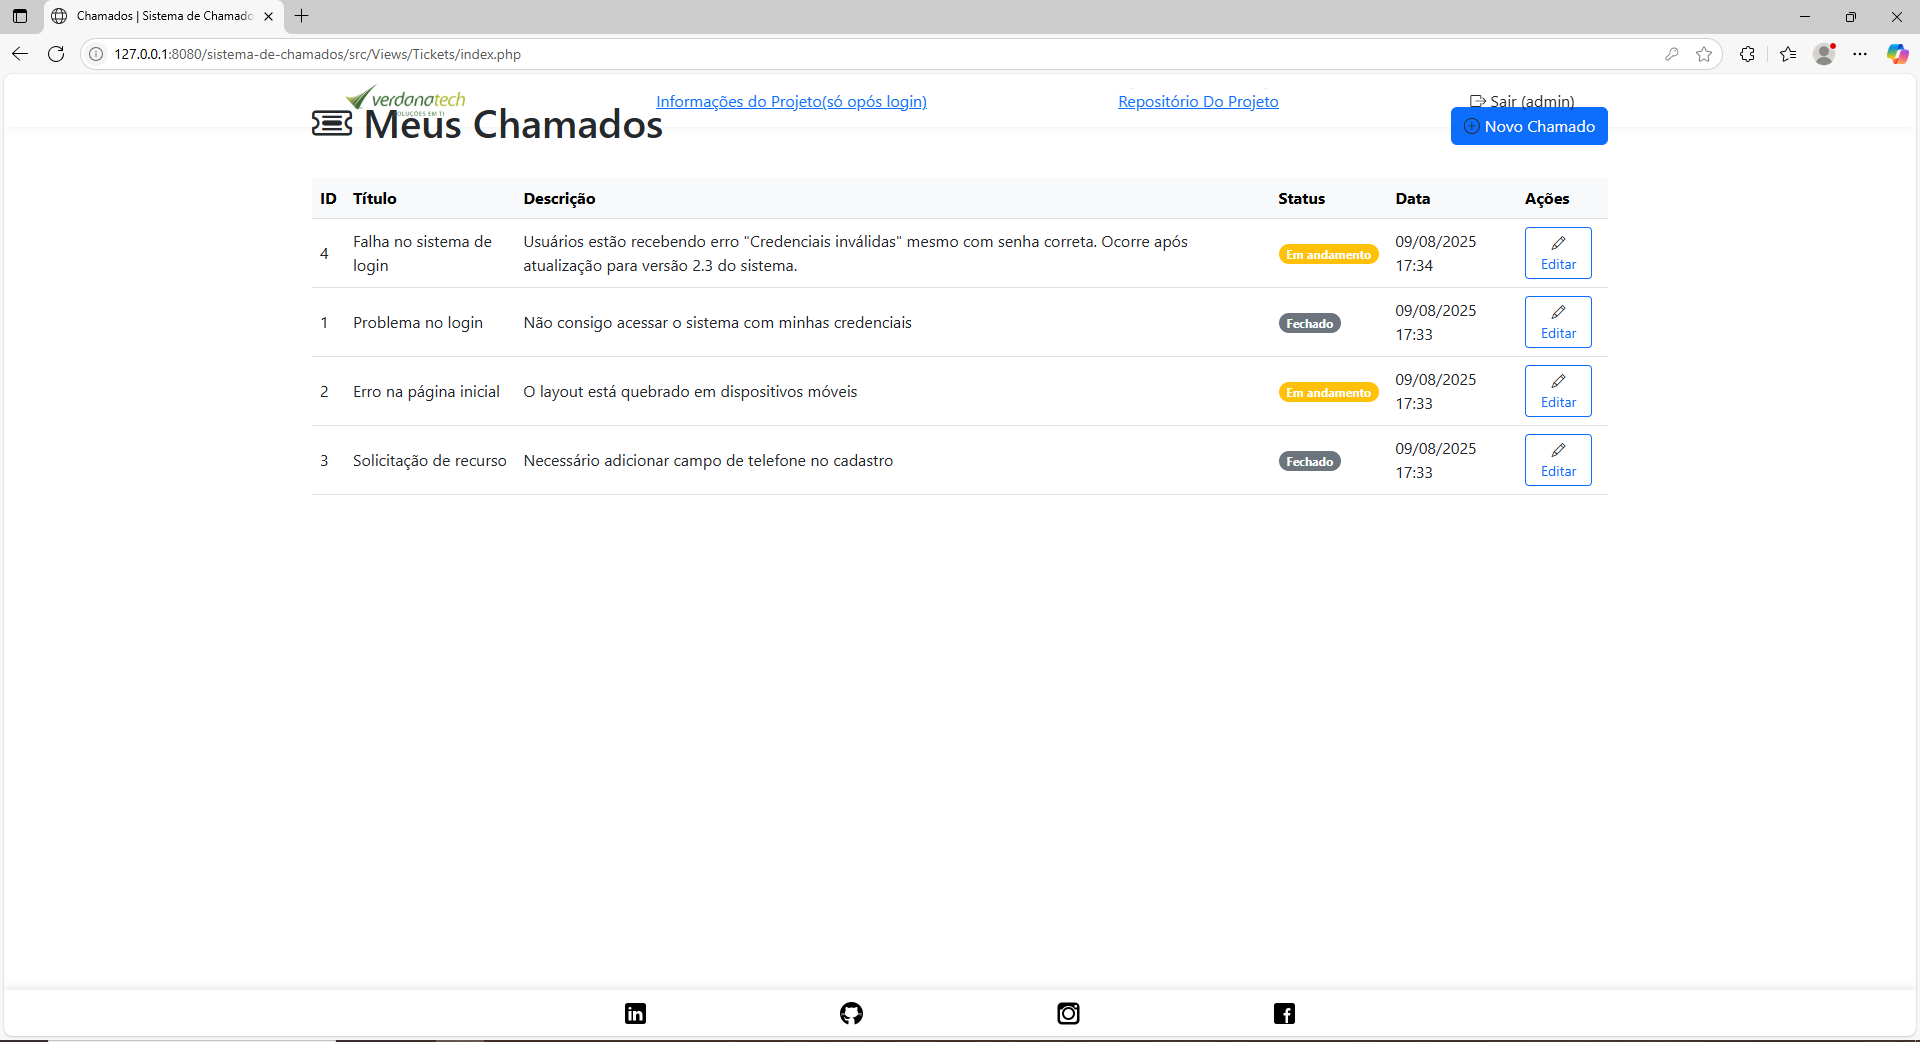 Chamados | Sistema de Chamado
127.0.0.1:8080/sistema-de-chamados/src/Views/Tickets/index.php
verdanatech
Informações do Projeto(só opós login)
Repositório Do Projeto
Sair (admin)
Meus Chamados
Novo Chamado
ID Título Descrição Status Data Ações
4 Falha no sistema de login Usuários estão recebendo erro "Credenciais inválidas" mesmo com senha correta. Ocorre após atualização para versão 2.3 do sistema. Em andamento 09/08/2025 17:34 Editar
1 Problema no login Não consigo acessar o sistema com minhas credenciais Fechado 09/08/2025 17:33 Editar
2 Erro na página inicial O layout está quebrado em dispositivos móveis Em andamento 09/08/2025 17:33 Editar
3 Solicitação de recurso Necessário adicionar campo de telefone no cadastro Fechado 09/08/2025 17:33 Editar